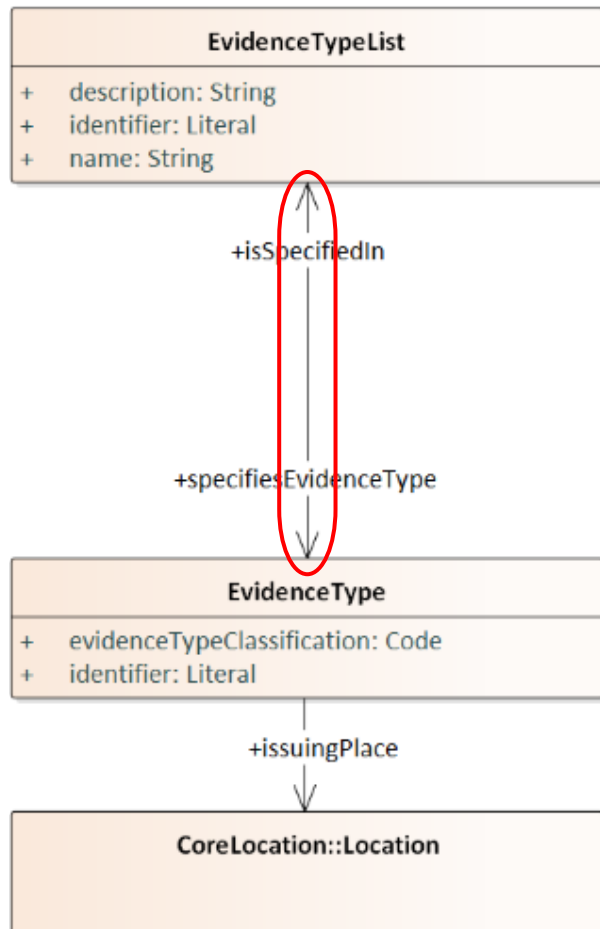 EvidenceTypeList
+ description: String
+ identifier: Literal
+ name: String
+isSpecifiedIn
+specifiesEvidenceType
EvidenceType
+ evidenceTypeClassification: Code
+ identifier: Literal
+issuingPlace
CoreLocation::Location